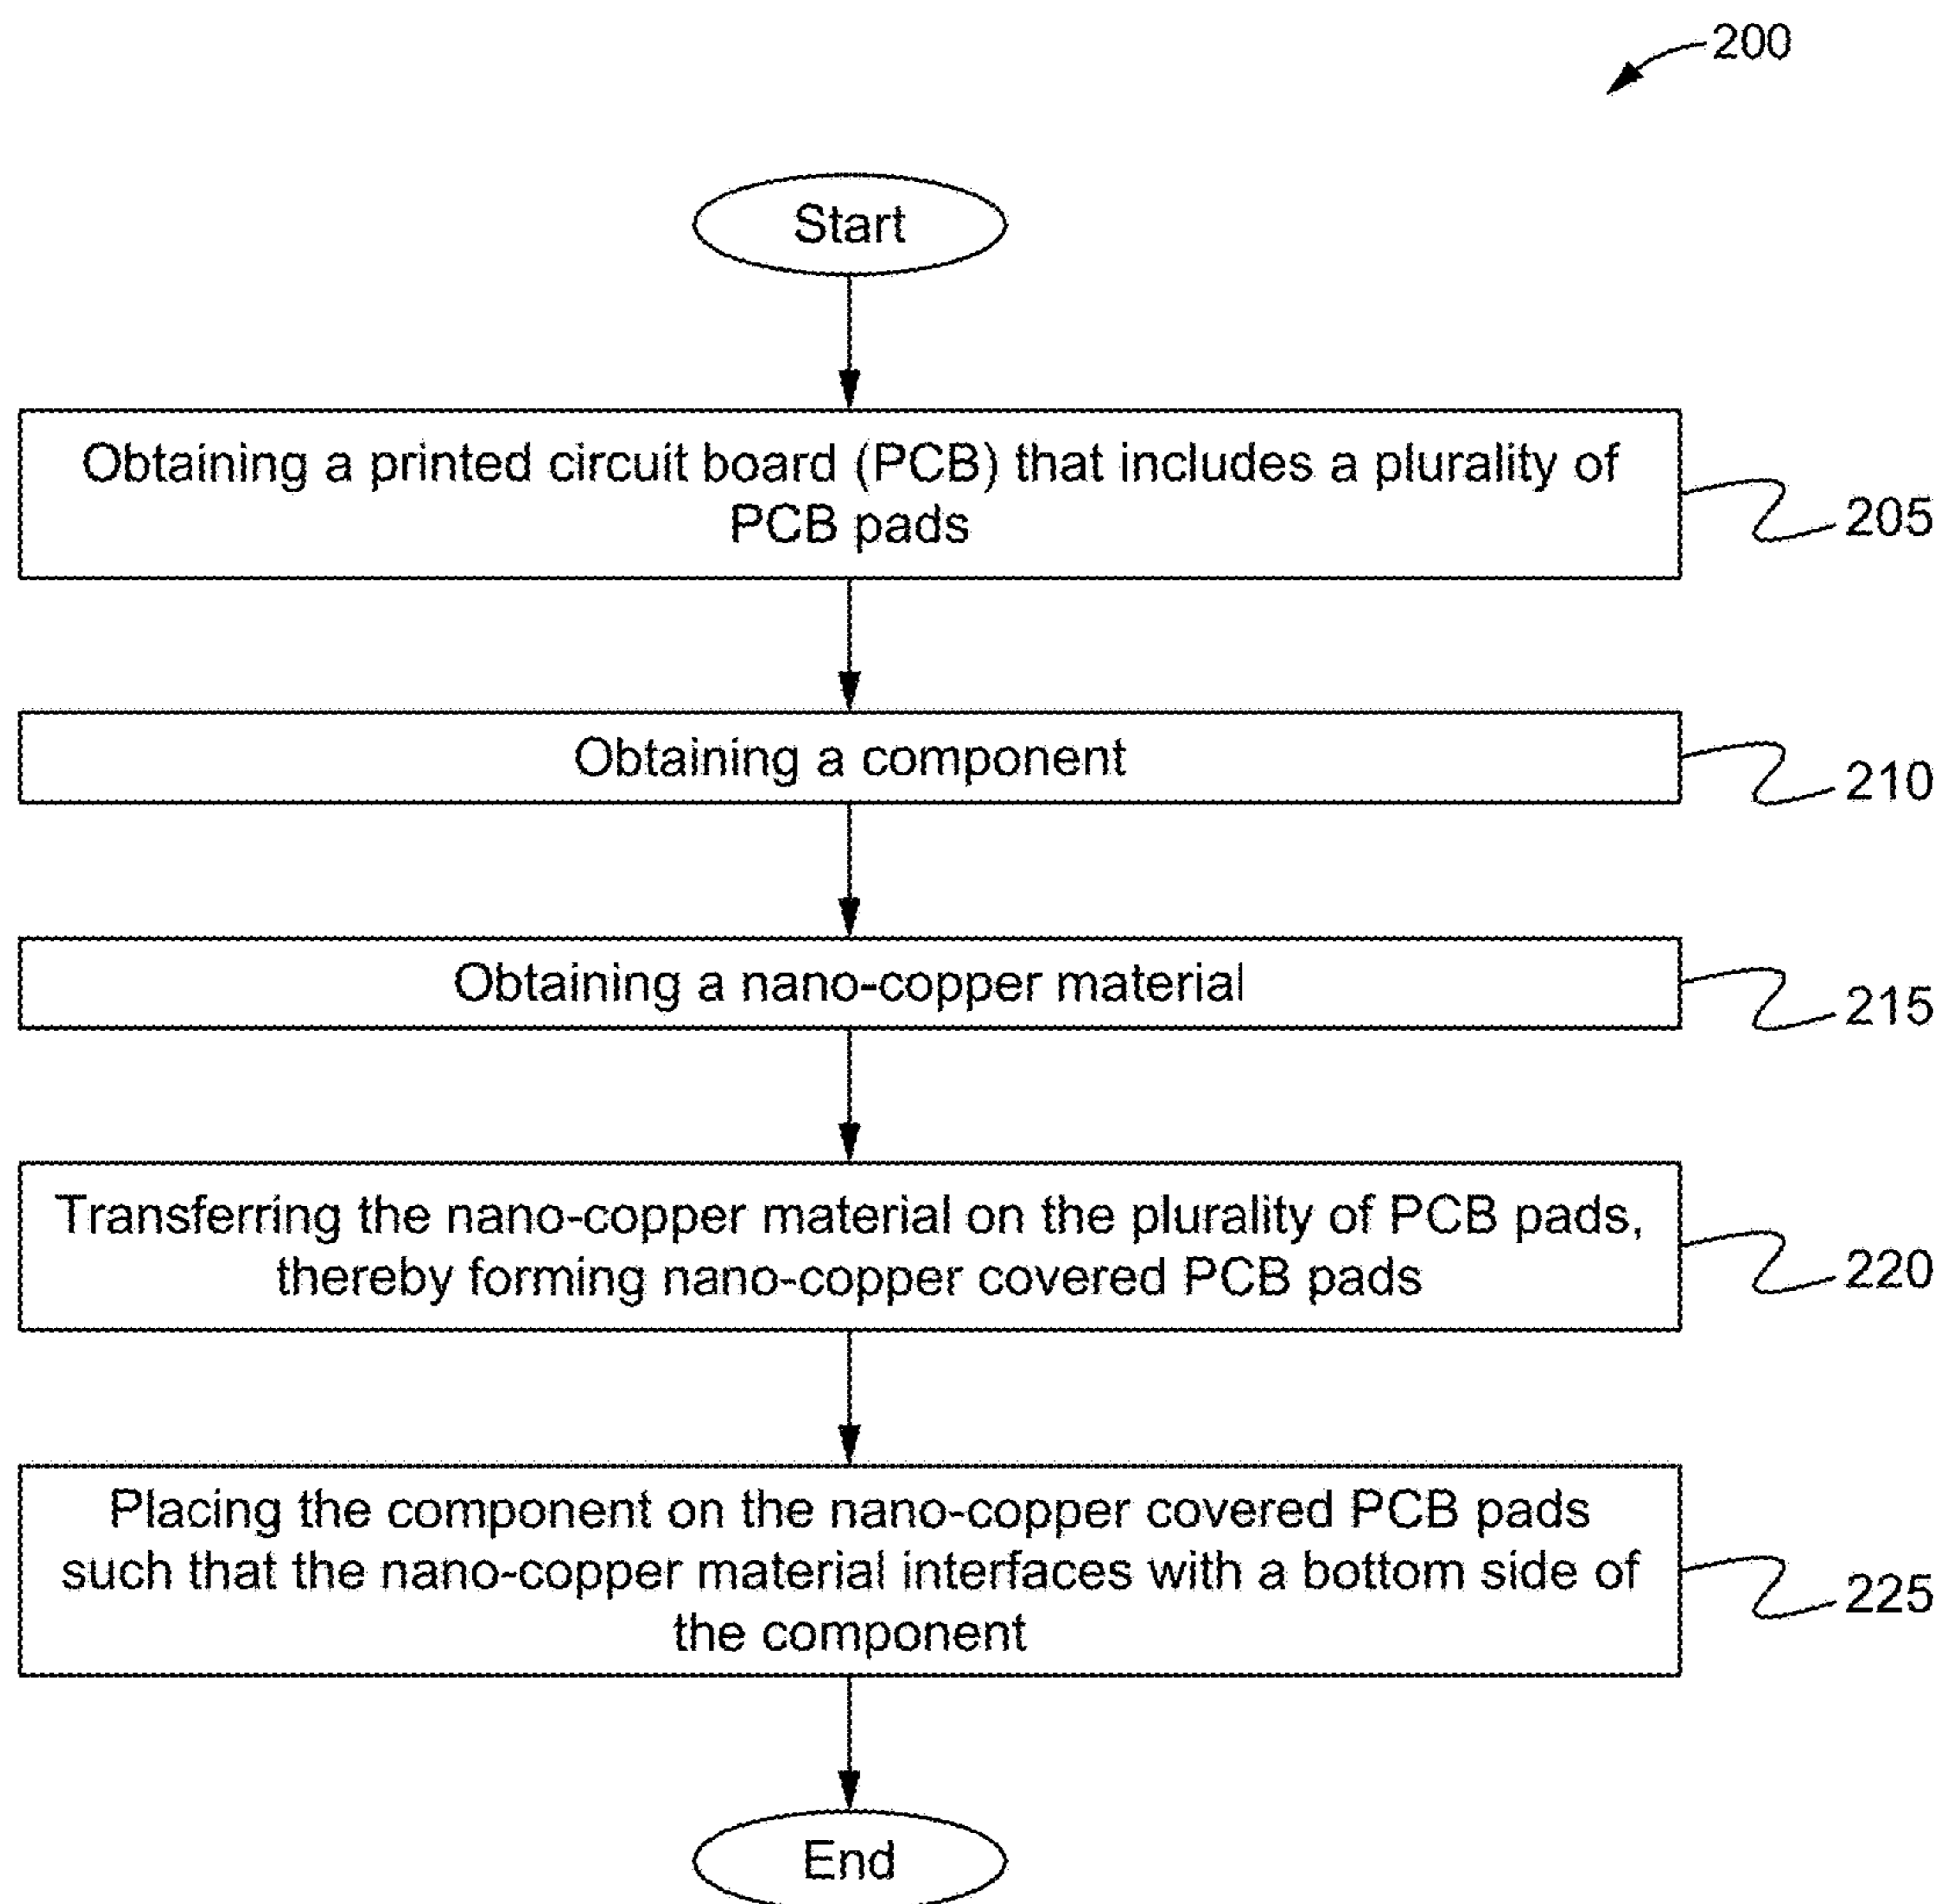 200
Start
Obtaining a printed circuit board (PCB) that includes a plurality of
PCB pads
205
Obtaining a component
210
Obtaining a nano-copper material
215
Transferring the nano-copper material on the plurality of PCB pads,
thereby forming nano-copper covered PCB pads
220
Placing the component on the nano-copper covered PCB pads
such that the nano-copper material interfaces with a bottom side of
the component
225
End